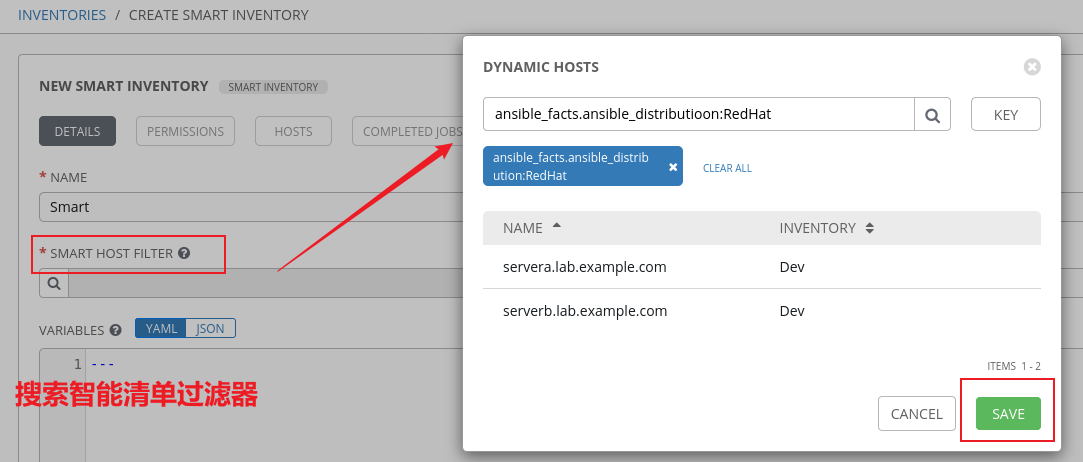 INVENTORIES / CREATE SMART INVENTORY
NEW SMART INVENTORY SMART INVENTORY
DETAILS PERMISSIONS HOSTS COMPLETED JOBS
* NAME
Smart
* SMART HOST FILTER ?
VARIABLES ? YAML JSON
1 ---
搜索智能清单过滤器
DYNAMIC HOSTS
ansible_facts.ansible_distributioon:RedHat KEY
ansible_facts.ansible_distrib
ution:RedHat
CLEAR ALL
NAME INVENTORY
servera.lab.example.com Dev
serverb.lab.example.com Dev
ITEMS 1 - 2
CANCEL SAVE